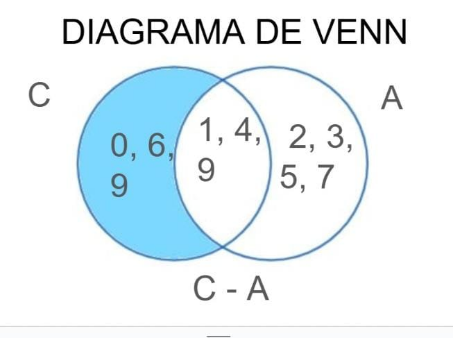 DIAGRAMA DE VENN
C
A
0, 6,
9
1, 4,
9
2, 3,
5, 7
C - A